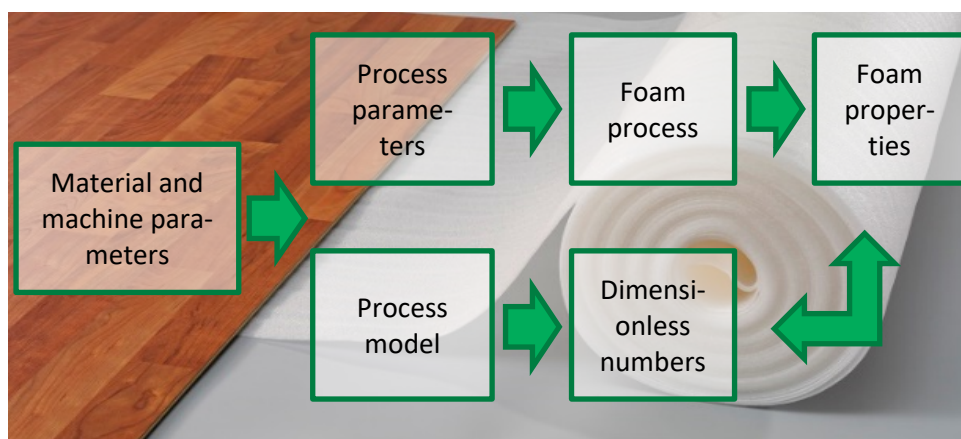 Material and
machine para-
meters
Process
parame-
ters
Foam
process
Foam
proper-
ties
Process
model
Dimensi-
onless
numbers